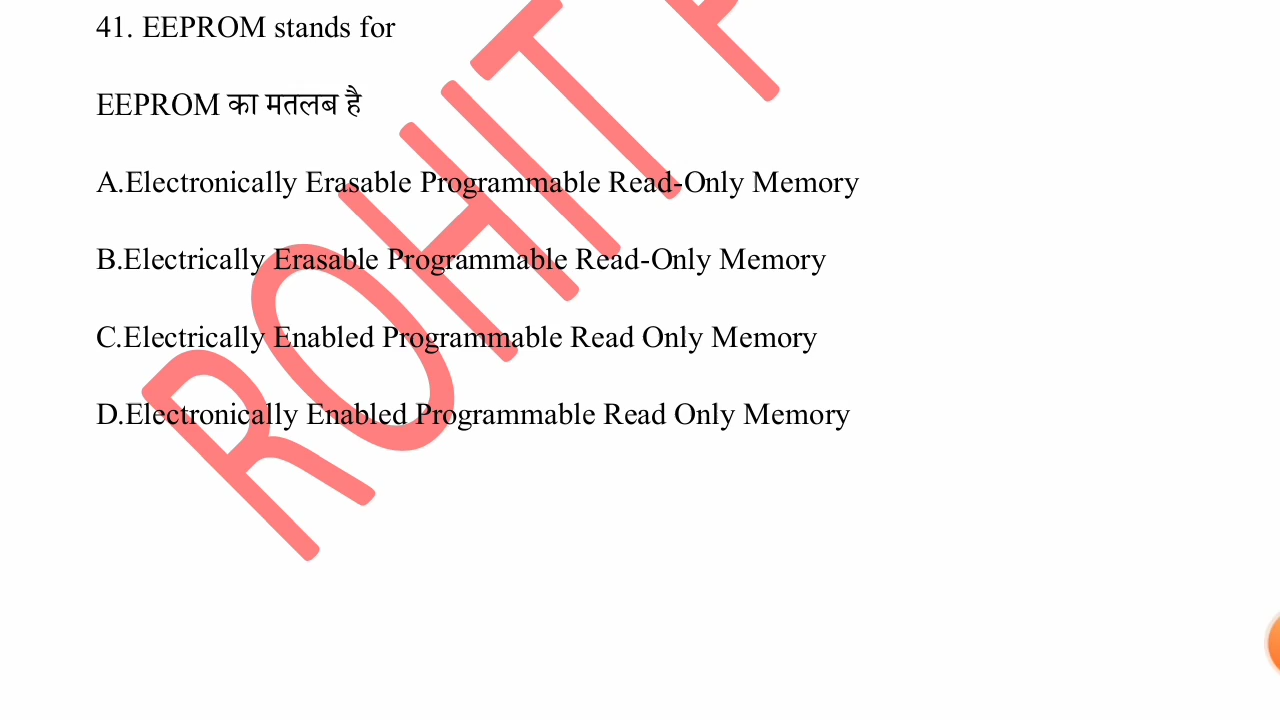 41. EEPROM stands for
EEPROM का मतलब है
A.Electronically Erasable Programmable Read-Only Memory
B.Electrically Erasable Programmable Read-Only Memory
C.Electrically Enabled Programmable Read Only Memory
D.Electronically Enabled Programmable Read Only Memory
ROHIT